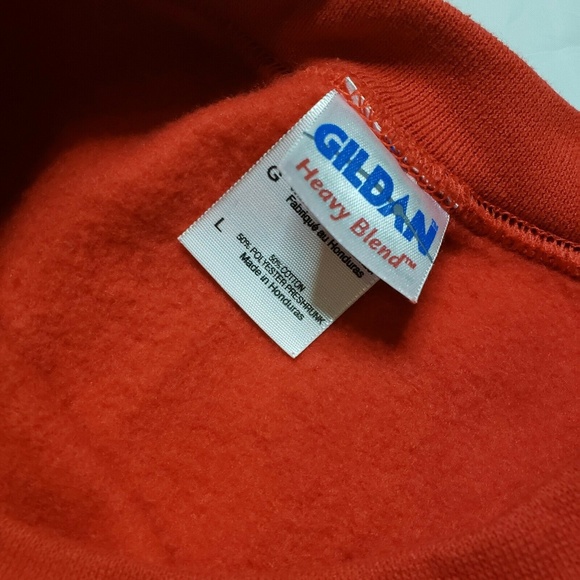 GILDAN
Heavy Blend™
G
Fabriqué au Honduras
L
50% COTTON
50% POLYESTER PRESHRUNK
Made in Honduras